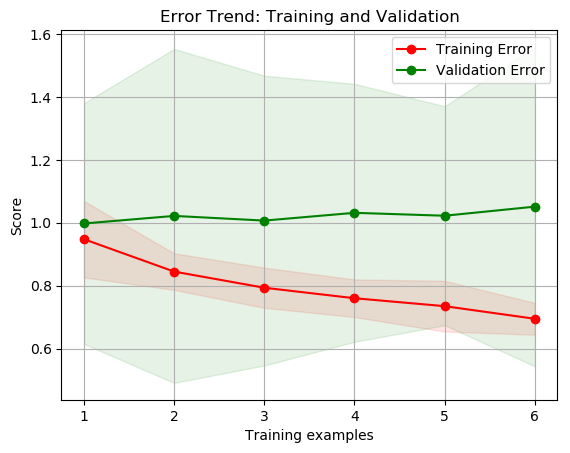 Error Trend: Training and Validation
Training Error
Validation Error
Score
1.6
1.4
1.2
1.0
0.8
0.6
1 2 3 4 5 6
Training examples